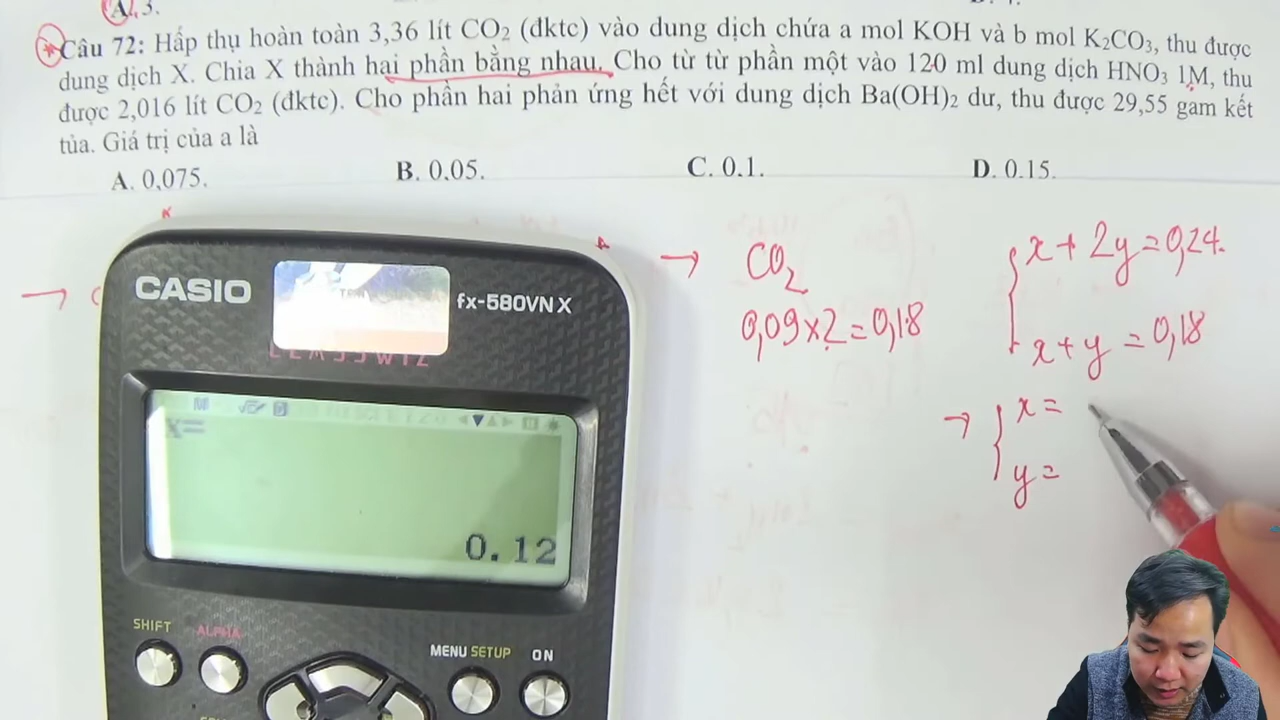 A. 3.
Câu 72: Hấp thụ hoàn toàn 3,36 lít CO₂ (đktc) vào dung dịch chứa a mol KOH và b mol K₂CO₃, thu được
dung dịch X. Chia X thành hai phần bằng nhau. Cho từ từ phần một vào 120 ml dung dịch HNO₃ 1M, thu
được 2,016 lít CO₂ (đktc). Cho phần hai phản ứng hết với dung dịch Ba(OH)₂ dư, thu được 29,55 gam kết
tủa. Giá trị của a là
A. 0,075. B. 0,05. C. 0,1. D. 0,15.
→ CO₂
0,09x2=0,18
x+2y=0,24.
x+y=0,18
→ x=
y=
CASIO fx-580VN X
x=
0.12
SHIFT ALPHA MENU SETUP ON